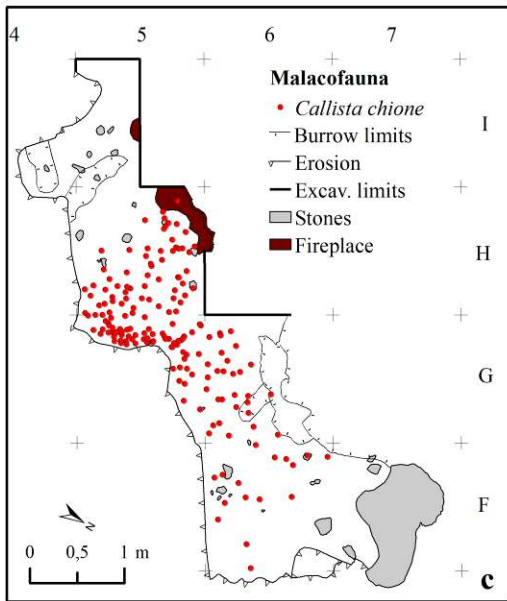 4 5 6 7
Malacofauna
Callista chione
Burrow limits
Erosion
Excav. limits
Stones
Fireplace
I
H
G
F
N
0 0,5 1 m
c